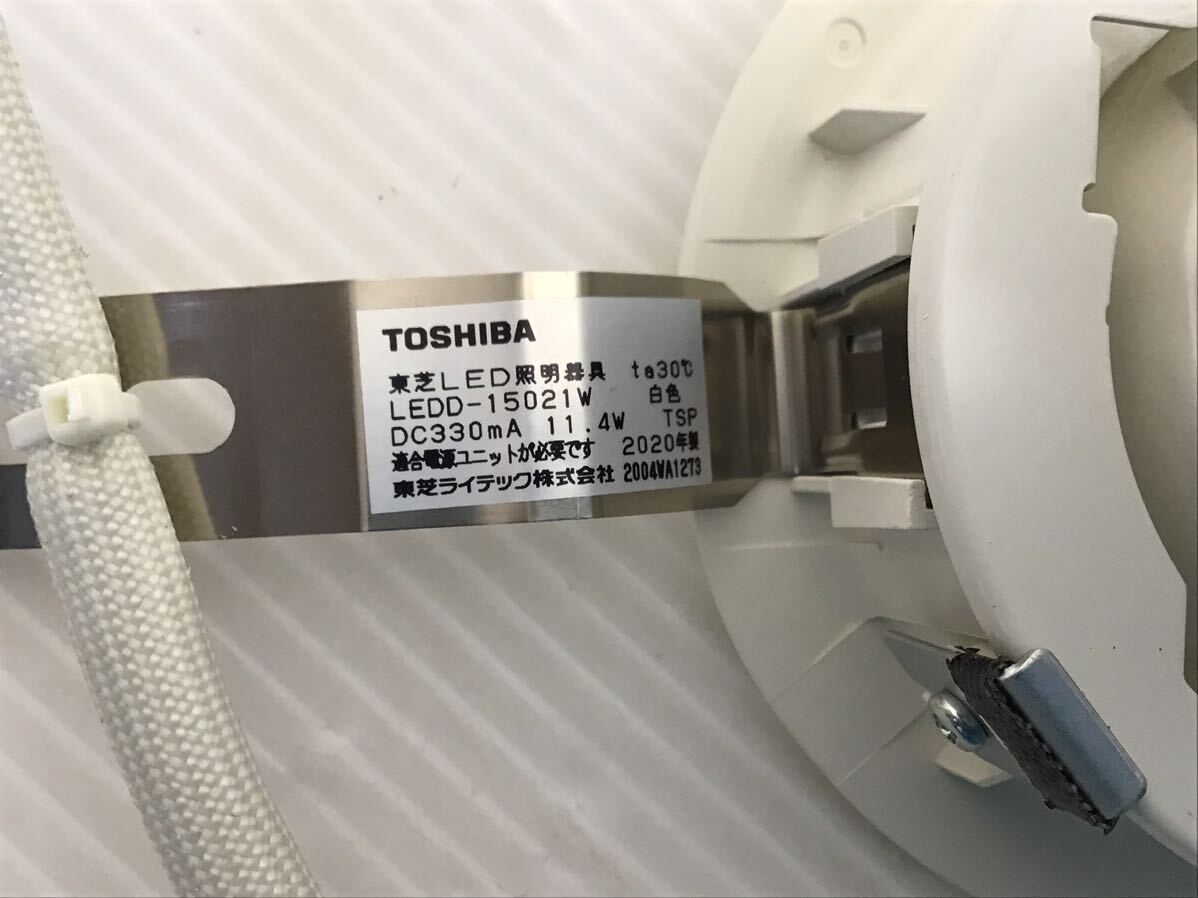 TOSHIBA
東芝LED照明器具 ta30℃
LEDD-15021W 白色
DC330mA 11.4W TSP
適合電源ユニットが必要です 2020年製
東芝ライテック株式会社 2004WA1273